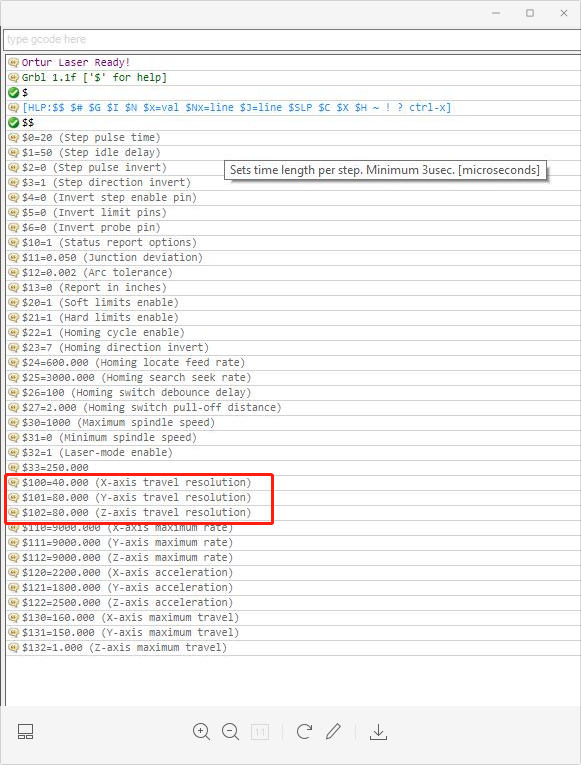 type gcode here
Ortur Laser Ready!
Grbl 1.1f ['$' for help]
$
[HLP:$$ $# $G $I $N $x=val $Nx=line $J=line $SLP $C $X $H ~ ! ? ctrl-x]
$$
$0=20 (Step pulse time)
$1=50 (Step idle delay)
$2=0 (Step pulse invert)
Sets time length per step. Minimum 3usec. [microseconds]
$3=1 (Step direction invert)
$4=0 (Invert step enable pin)
$5=0 (Invert limit pins)
$6=0 (Invert probe pin)
$10=1 (Status report options)
$11=0.050 (Junction deviation)
$12=0.002 (Arc tolerance)
$13=0 (Report in inches)
$20=1 (Soft limits enable)
$21=1 (Hard limits enable)
$22=1 (Homing cycle enable)
$23=7 (Homing direction invert)
$24=600.000 (Homing locate feed rate)
$25=3000.000 (Homing search seek rate)
$26=100 (Homing switch debounce delay)
$27=2.000 (Homing switch pull-off distance)
$30=1000 (Maximum spindle speed)
$31=0 (Minimum spindle speed)
$32=1 (Laser-mode enable)
$33=250.000
$100=40.000 (X-axis travel resolution)
$101=80.000 (Y-axis travel resolution)
$102=80.000 (Z-axis travel resolution)
$110=9000.000 (X-axis maximum rate)
$111=9000.000 (Y-axis maximum rate)
$112=9000.000 (Z-axis maximum rate)
$120=2200.000 (X-axis acceleration)
$121=1800.000 (Y-axis acceleration)
$122=2500.000 (Z-axis acceleration)
$130=160.000 (X-axis maximum travel)
$131=150.000 (Y-axis maximum travel)
$132=1.000 (Z-axis maximum travel)